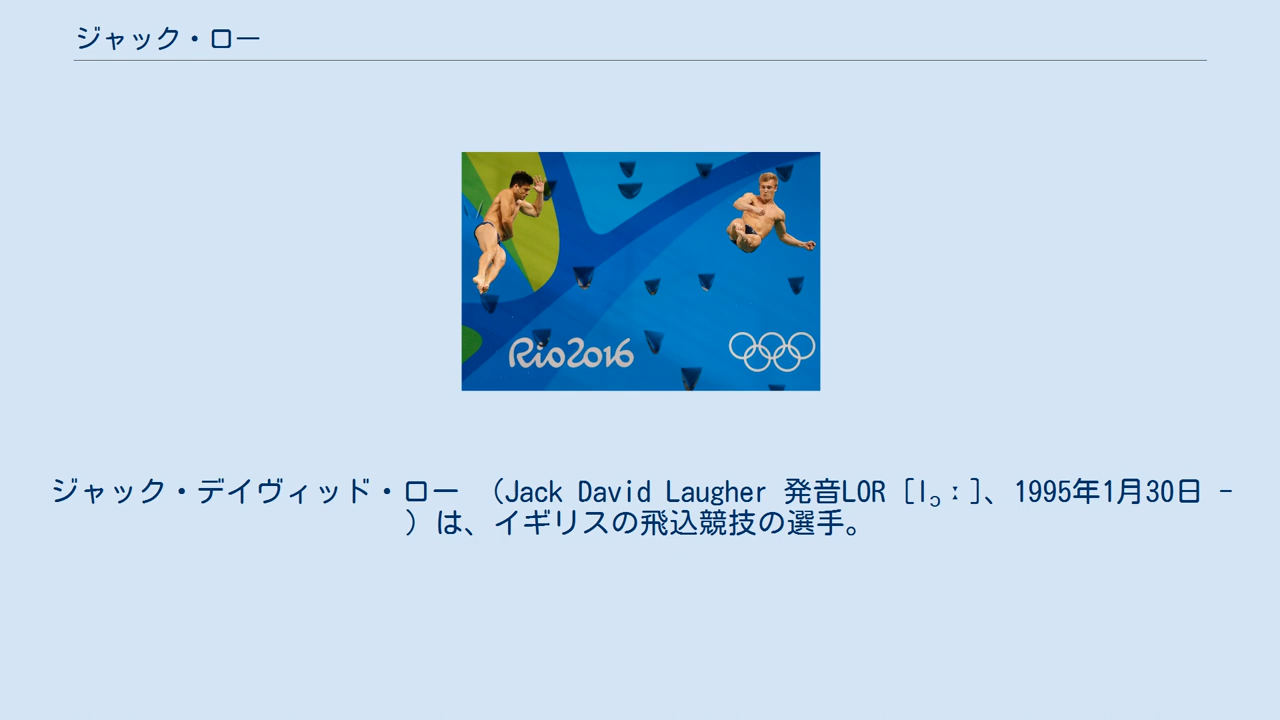 ジャック・ロー
Rio2016
ジャック・デイヴィッド・ロー （Jack David Laugher 発音LOR [lɔː]、1995年1月30日 -
）は、イギリスの飛込競技の選手。